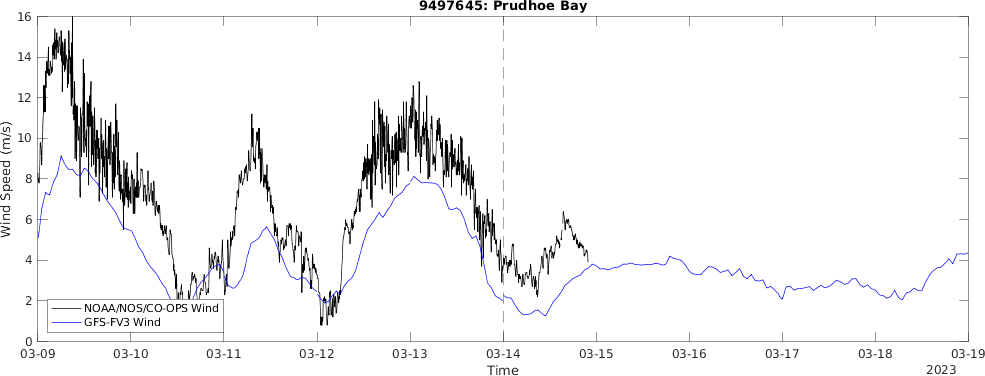 9497645: Prudhoe Bay
16
14
12
10
8
6
4
2
0
Wind Speed (m/s)
NOAA/NOS/CO-OPS Wind
GFS-FV3 Wind
03-09 03-10 03-11 03-12 03-13 03-14 03-15 03-16 03-17 03-18 03-19
Time
2023